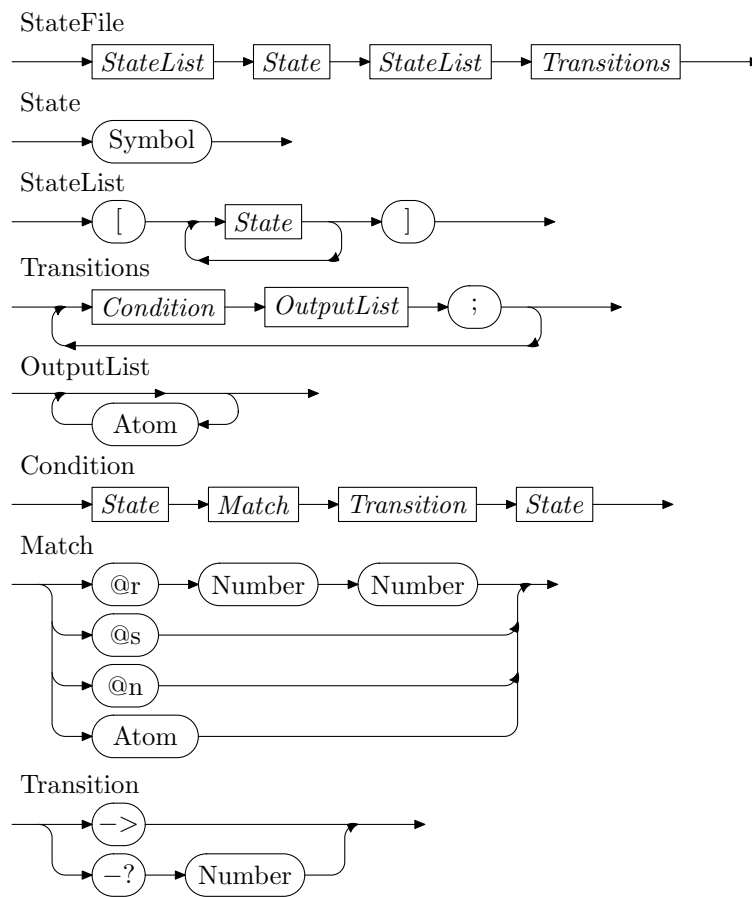 StateFile
StateList State StateList Transitions
State
Symbol
StateList
[ State ]
Transitions
Condition OutputList ;
OutputList
Atom
Condition
State Match Transition State
Match
@r Number Number
@s
@n
Atom
Transition
−>
−? Number